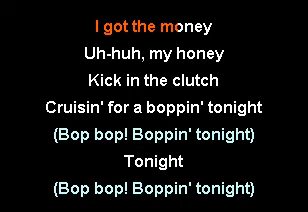 I got the money
Uh-huh, my honey
Kick in the clutch
Cruisin' for a boppin' tonight
(Bop bop! Boppin' tonight)
Tonight
(Bop bop! Boppin' tonight)